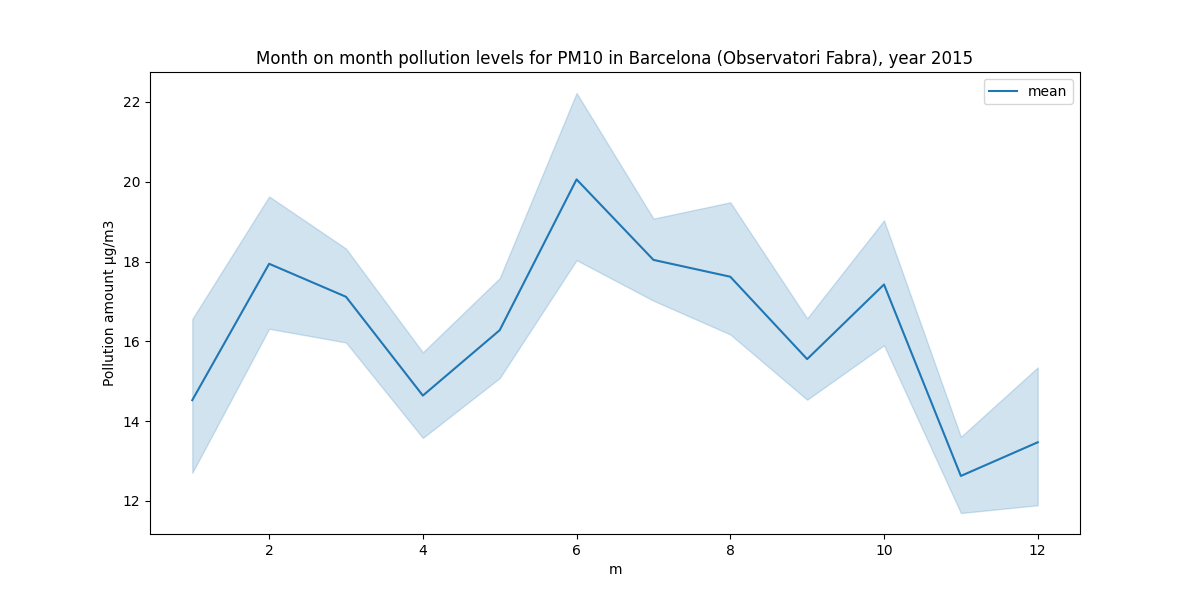 Month on month pollution levels for PM10 in Barcelona (Observatori Fabra), year 2015
mean
Pollution amount µg/m3
22
20
18
16
14
12
2 4 6 8 10 12
m